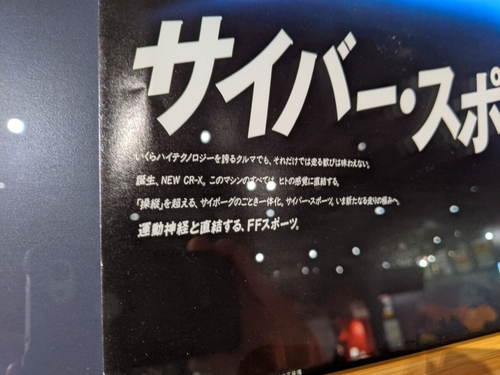 サイバー・スポ
いくらハイテクノロジーを誇るクルマでも、それだけでは走る歓びは味わえない。
誕生、NEW CR-X。このマシンのすべては、ヒトの感覚に直結する。
「操縦」を超える、サイボーグのごとき一体化。サイバー・スポーツ。いま新たなる走りの極みへ。
運動神経と直結する、FFスポーツ。